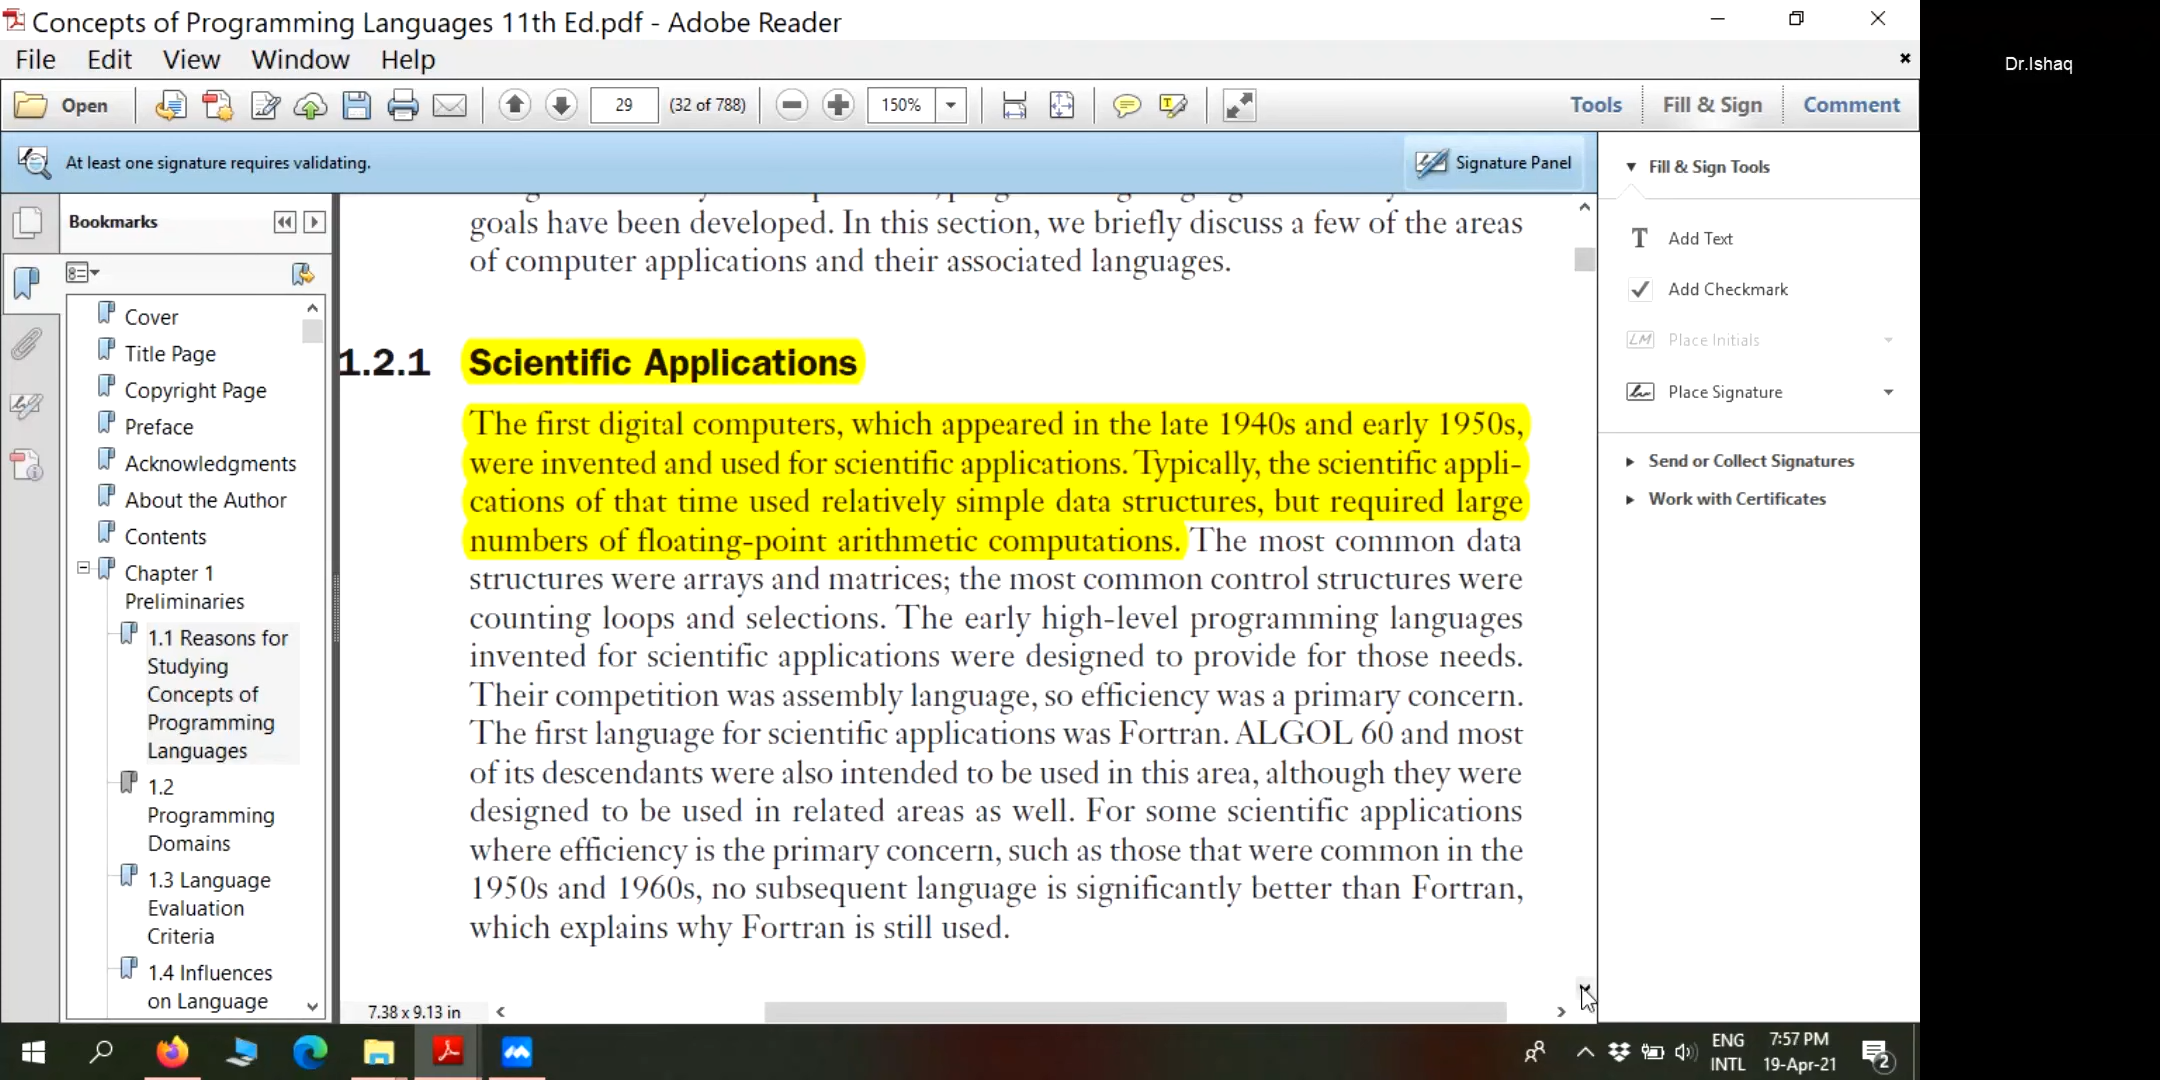 Concepts of Programming Languages 11th Ed.pdf - Adobe Reader
Dr.Ishaq
File Edit View Window Help
Open 29 (32 of 788) 150% Tools Fill & Sign Comment
At least one signature requires validating. Signature Panel
Bookmarks
Cover
Title Page
Copyright Page
Preface
Acknowledgments
About the Author
Contents
Chapter 1
Preliminaries
1.1 Reasons for
Studying
Concepts of
Programming
Languages
1.2
Programming
Domains
1.3 Language
Evaluation
Criteria
1.4 Influences
on Language
goals have been developed. In this section, we briefly discuss a few of the areas
of computer applications and their associated languages.
1.2.1 Scientific Applications
The first digital computers, which appeared in the late 1940s and early 1950s,
were invented and used for scientific applications. Typically, the scientific appli-
cations of that time used relatively simple data structures, but required large
numbers of floating-point arithmetic computations. The most common data
structures were arrays and matrices; the most common control structures were
counting loops and selections. The early high-level programming languages
invented for scientific applications were designed to provide for those needs.
Their competition was assembly language, so efficiency was a primary concern.
The first language for scientific applications was Fortran. ALGOL 60 and most
of its descendants were also intended to be used in this area, although they were
designed to be used in related areas as well. For some scientific applications
where efficiency is the primary concern, such as those that were common in the
1950s and 1960s, no subsequent language is significantly better than Fortran,
which explains why Fortran is still used.
7.38 x 9.13 in
Fill & Sign Tools
Add Text
Add Checkmark
Place Initials
Place Signature
Send or Collect Signatures
Work with Certificates
ENG
INTL
7:57 PM
19-Apr-21
2